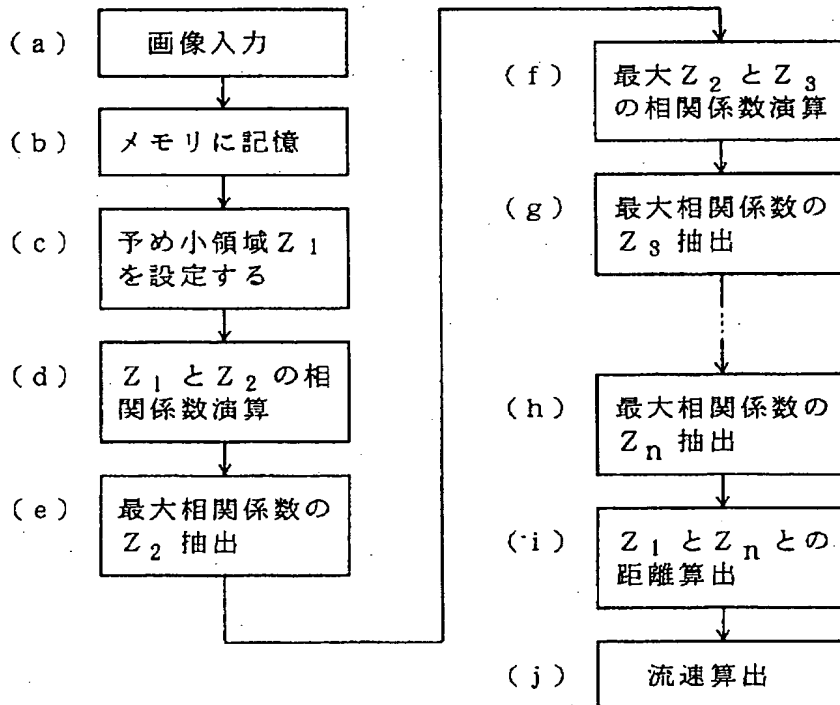 (a) 画像入力
(b) メモリに記憶
(c) 予め小領域Z1
を設定する
(d) Z1とZ2の相
関係数演算
(e) 最大相関係数の
Z2抽出
(f) 最大Z2とZ3
の相関係数演算
(g) 最大相関係数の
Z3抽出
(h) 最大相関係数の
Zn抽出
(i) Z1とZnとの
距離算出
(j) 流速算出